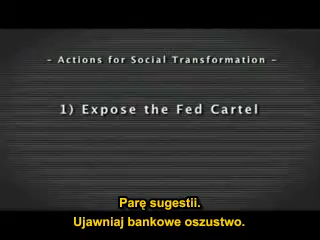 - Actions for Social Transformation -
1) Expose the Fed Cartel
Parę sugestii.
Ujawniaj bankowe oszustwo.